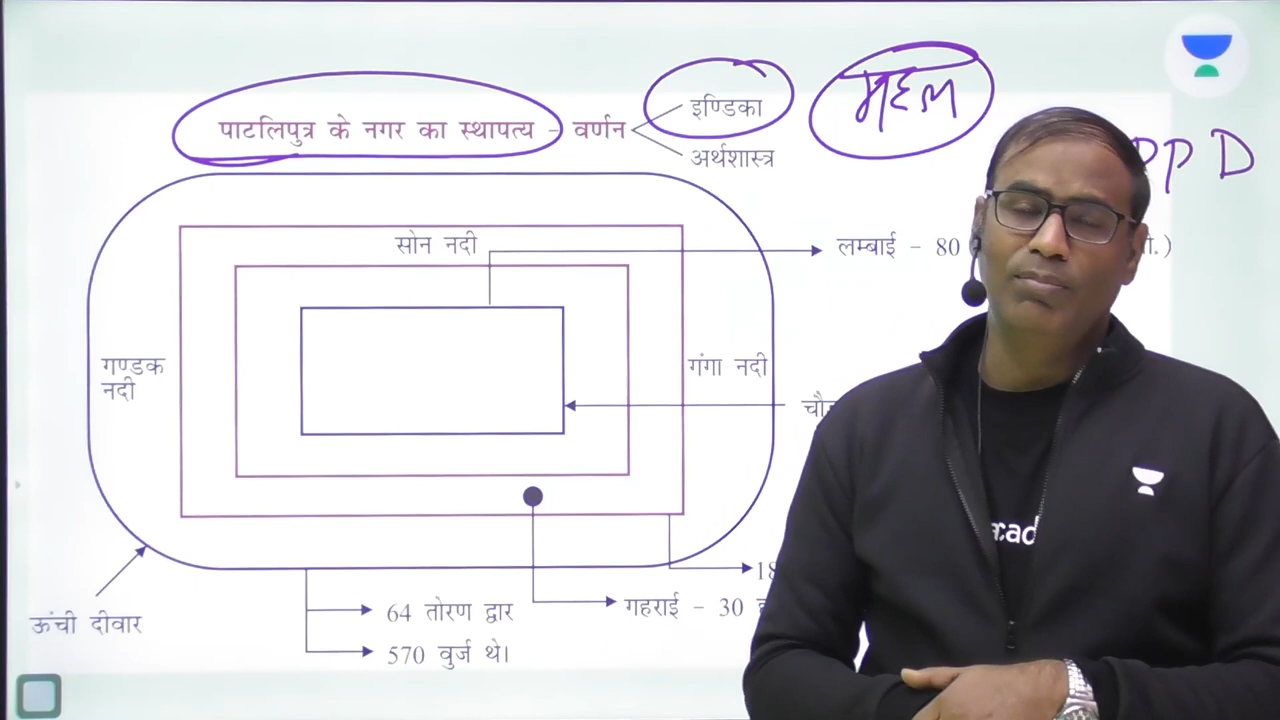 पाटलिपुत्र के नगर का स्थापत्य - वर्णन
इण्डिका
अर्थशास्त्र
महल
P D
सोन नदी
लम्बाई - 80
गण्डक
नदी
गंगा नदी
18
64 तोरण द्वार
गहराई - 30
ऊंची दीवार
570 वुर्ज थे।